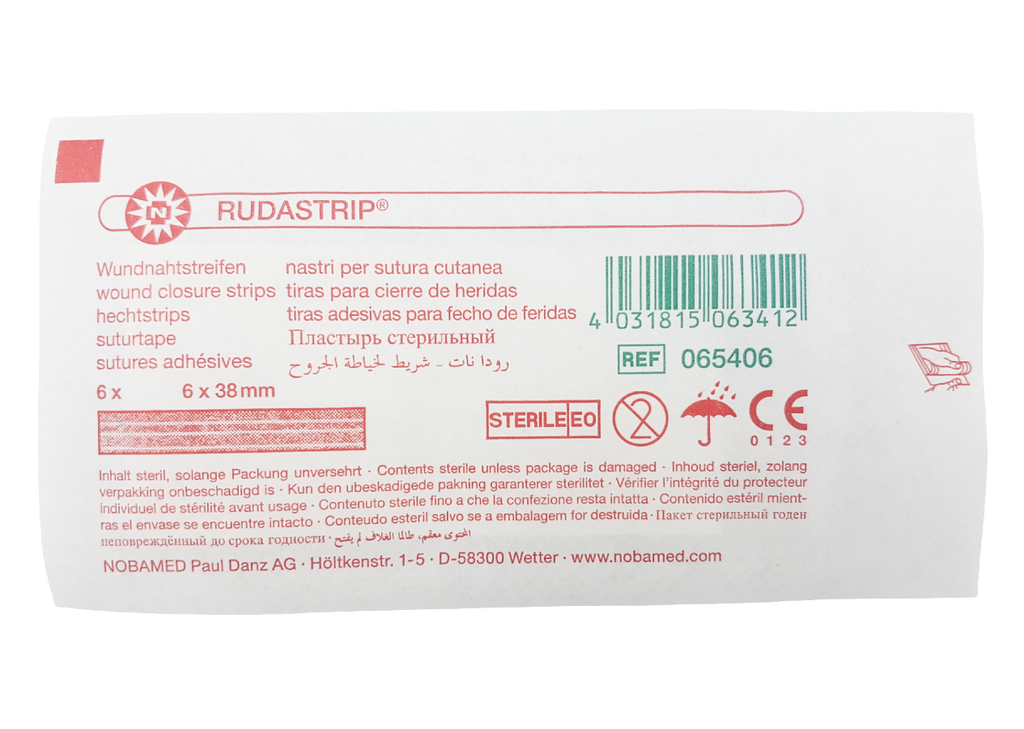 N RUDASTRIP®
Wundnahtstreifen
wound closure strips
hechtstrips
suturtape
sutures adhésives
nastri per sutura cutanea
tiras para cierre de heridas
tiras adesivas para fecho de feridas
Пластырь стерильный
رودا نات ـ شريط لخياطة الجروح
4 031815 063412
REF 065406
6 x 6 x 38 mm
STERILE EO
2
CE
0123
Inhalt steril, solange Packung unversehrt · Contents sterile unless package is damaged · Inhoud steriel, zolang
verpakking onbeschadigd is · Kun den ubeskadigede pakning garanterer sterilitet · Vérifier l'intégrité du protecteur
individuel de stérilité avant usage · Contenuto sterile fino a che la confezione resta intatta · Contenido estéril mient-
ras el envase se encuentre intacto · Conteudo esteril salvo se a embalagem for destruida · Пакет стерильный годен
неповреждённый до срока годности · المحتوى معقم، طالما الغلاف لم يفتح
NOBAMED Paul Danz AG · Höltkenstr. 1-5 · D-58300 Wetter · www.nobamed.com